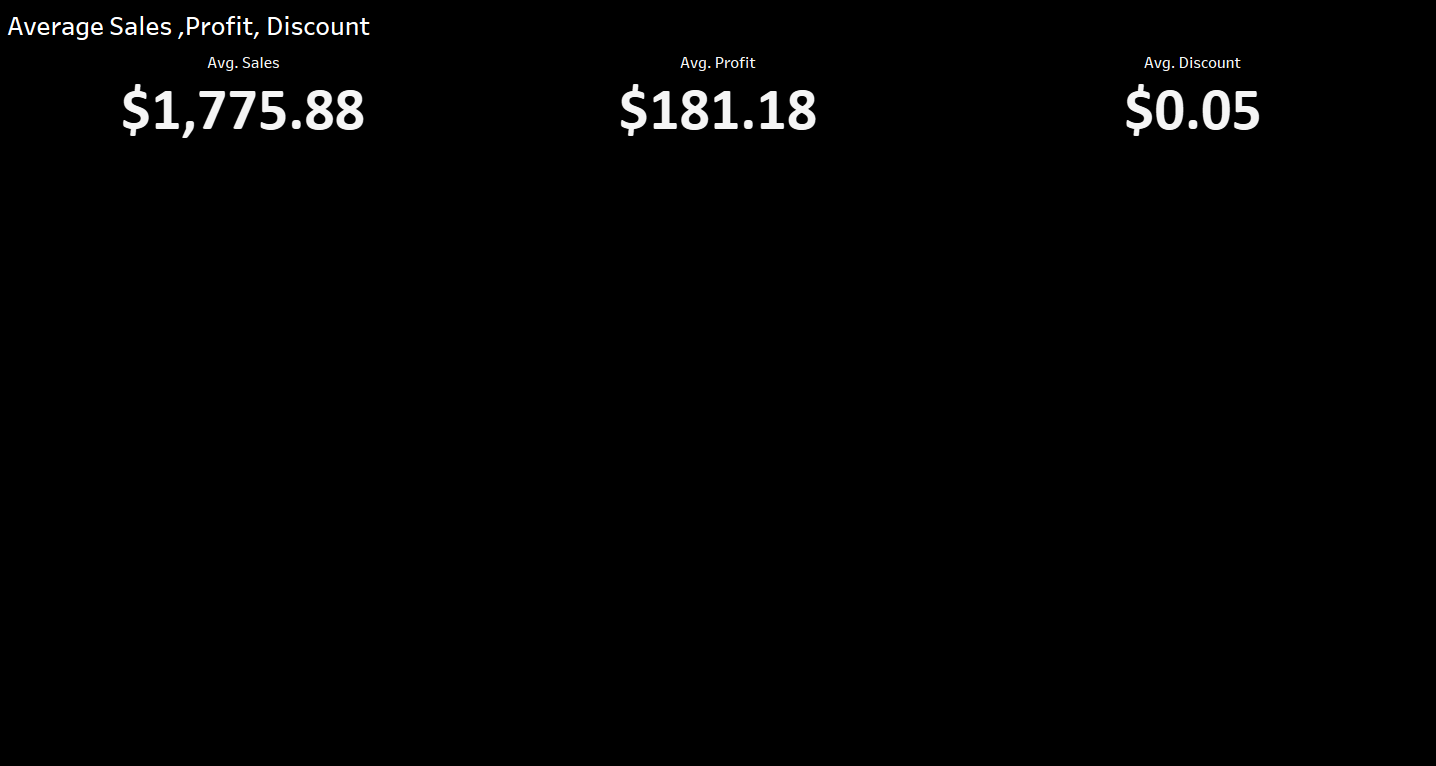 Average Sales ,Profit, Discount
Avg. Sales Avg. Profit Avg. Discount
$1,775.88 $181.18 $0.05